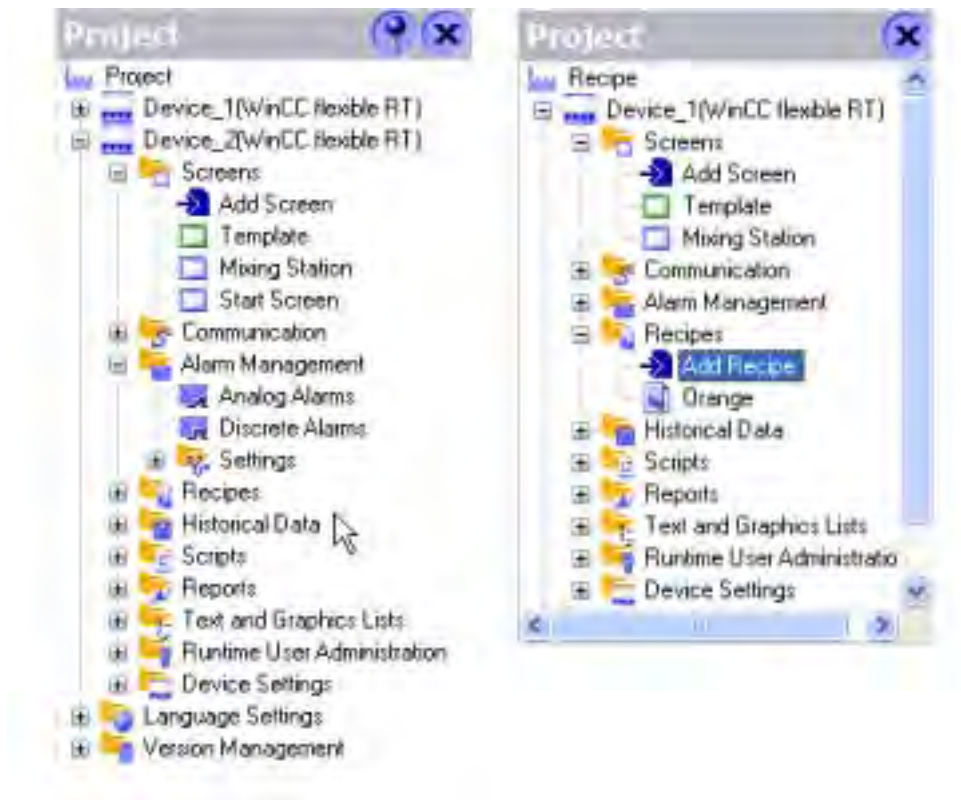 Project
Project
Device_1(WinCC flexible RT)
Device_2(WinCC flexible RT)
Screens
Add Screen
Template
Mixing Station
Start Screen
Communication
Alarm Management
Analog Alarms
Discrete Alarms
Settings
Recipes
Historical Data
Scripts
Reports
Text and Graphics Lists
Runtime User Administration
Device Settings
Language Settings
Version Management
Project
Recipe
Device_1(WinCC flexible RT)
Screens
Add Screen
Template
Mixing Station
Communication
Alarm Management
Recipes
Add Recipe
Orange
Historical Data
Scripts
Reports
Text and Graphics Lists
Runtime User Administratio
Device Settings